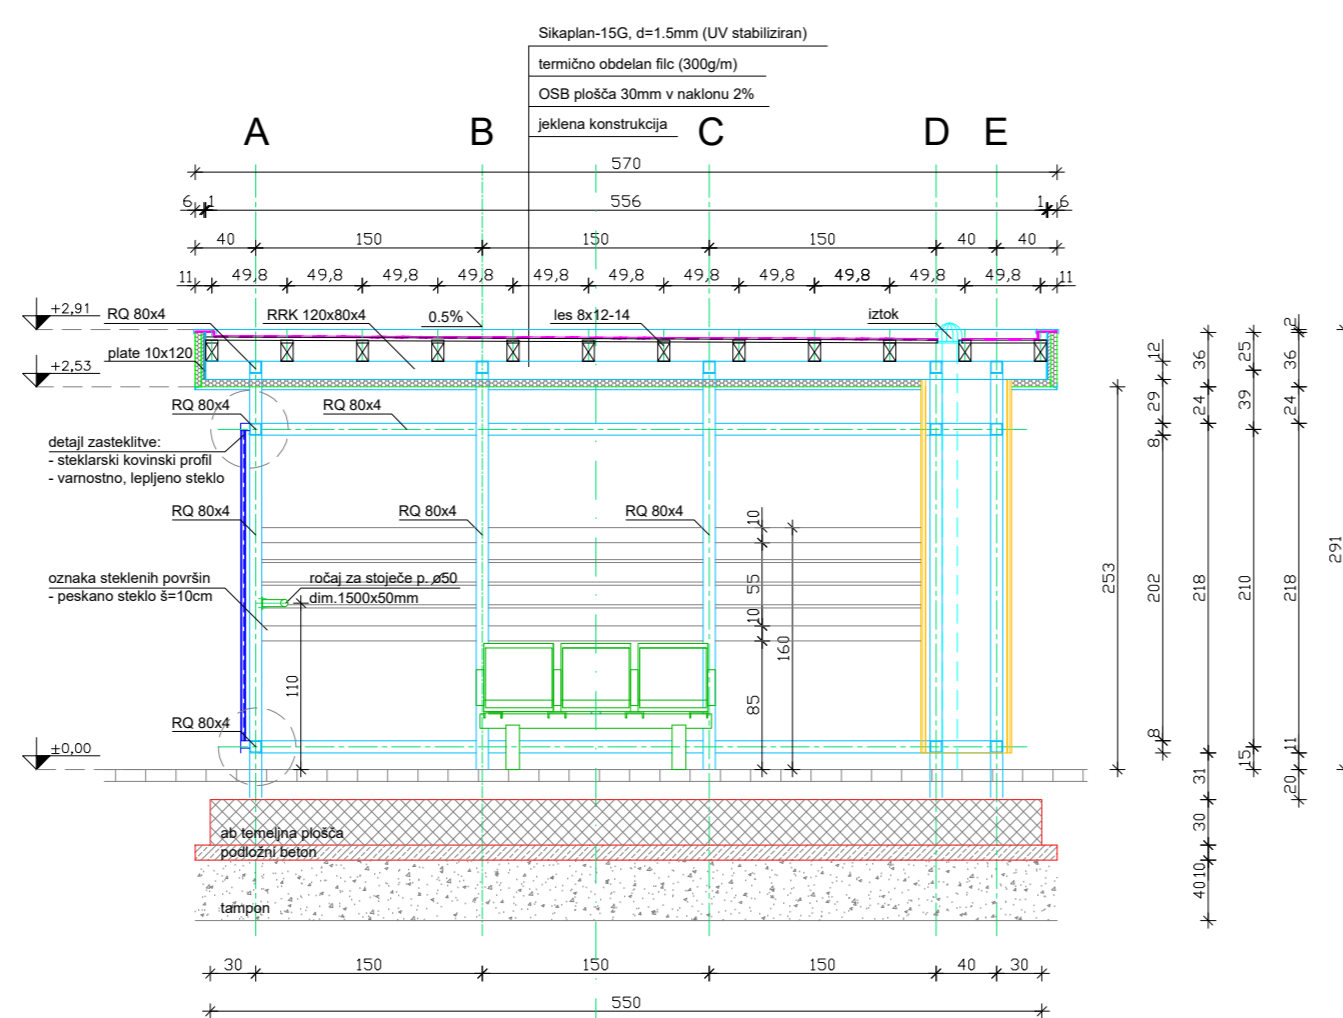 Sikaplan-15G, d=1.5mm (UV stabiliziran)
termično obdelan filc (300g/m)
OSB plošča 30mm v naklonu 2%
jeklena konstrukcija
A B C D E
570
6 1 556 1 6
40 150 150 150 40 40
11 49,8 49,8 49,8 49,8 49,8 49,8 49,8 49,8 49,8 49,8 49,8 11
+2,91 RQ 80x4 RRK 120x80x4 0.5% les 8x12-14 iztok
plate 10x120
+2,53
RQ 80x4 RQ 80x4
detajl zasteklitve:
- steklarski kovinski profil
- varnostno, lepljeno steklo
RQ 80x4 RQ 80x4 RQ 80x4
oznaka steklenih površin
- peskano steklo š=10cm
ročaj za stoječe p. ø50
dim.1500x50mm
110
10 55 10 85
160
RQ 80x4
±0,00
253
12 29 8 202 8
36 24 218 31 30 10 40
25 39 210 15
2 36 24 218 11 20
291
ab temeljna plošča
podložni beton
tampon
30 150 150 150 40 30
550